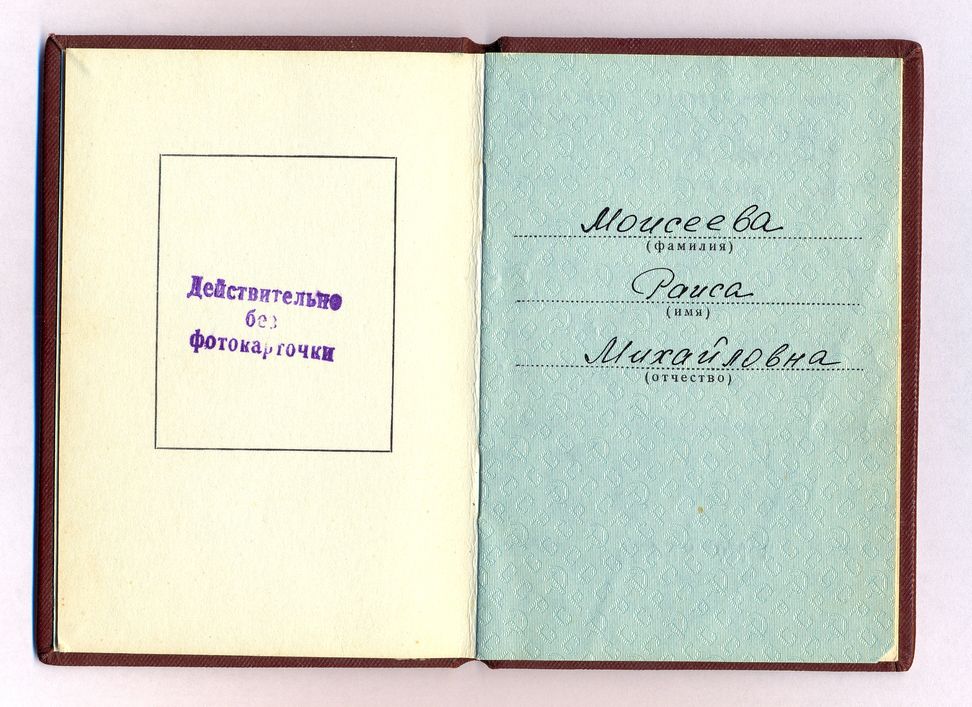 Действительно
без
фотокарточки
Моисеева
(фамилия)
Раиса
(имя)
Михайловна
(отчество)